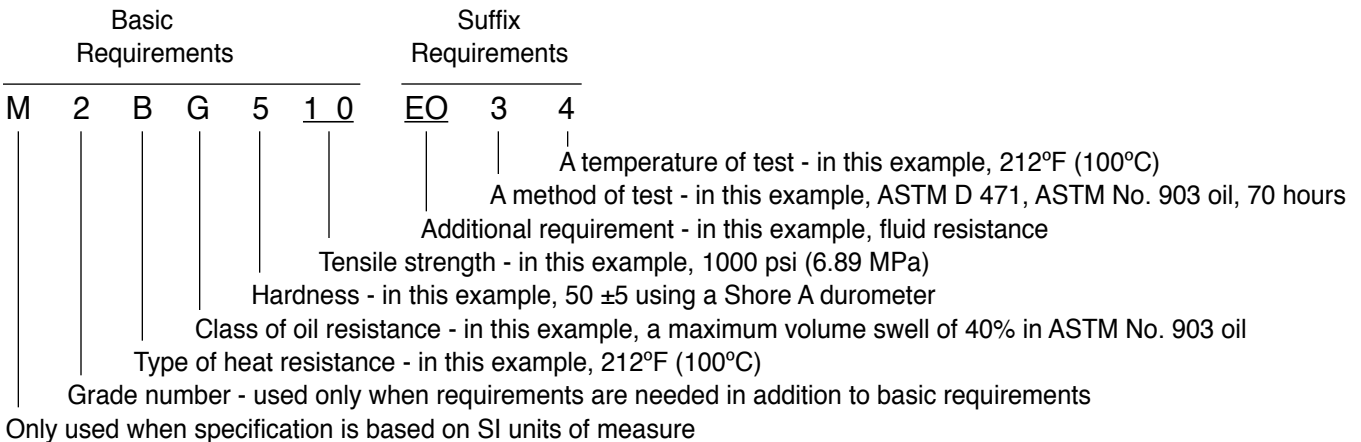 Basic Suffix
Requirements Requirements
M 2 B G 5 1 0 EO 3 4
A temperature of test - in this example, 212ºF (100ºC)
A method of test - in this example, ASTM D 471, ASTM No. 903 oil, 70 hours
Additional requirement - in this example, fluid resistance
Tensile strength - in this example, 1000 psi (6.89 MPa)
Hardness - in this example, 50 ±5 using a Shore A durometer
Class of oil resistance - in this example, a maximum volume swell of 40% in ASTM No. 903 oil
Type of heat resistance - in this example, 212ºF (100ºC)
Grade number - used only when requirements are needed in addition to basic requirements
Only used when specification is based on SI units of measure